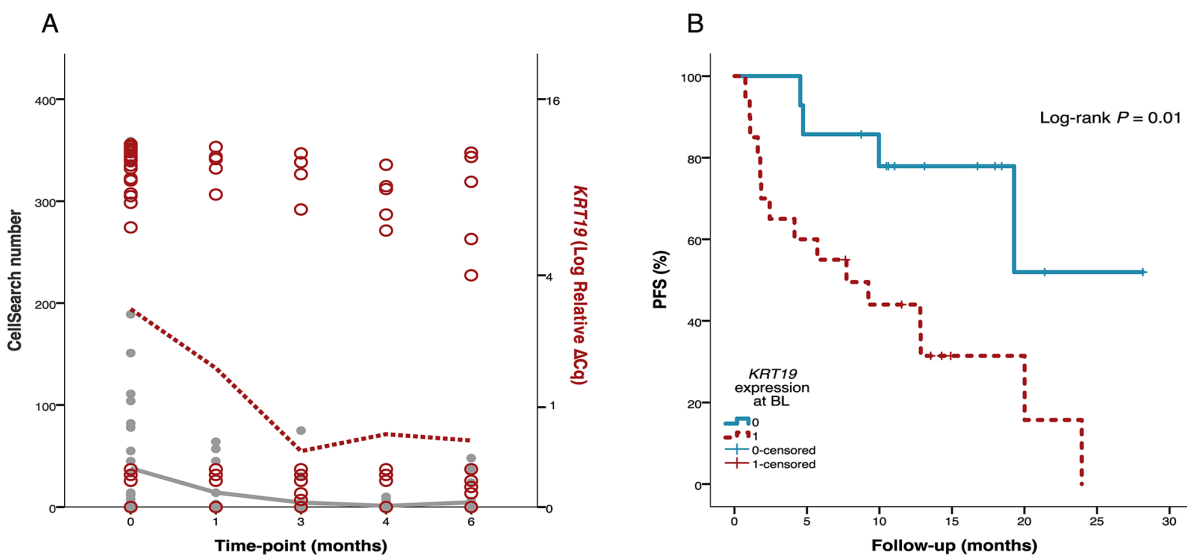 A
CellSearch number
400
300
200
100
0
0
1
3
4
6
Time-point (months)
16
4
1
0
KRT19 (Log Relative ΔCq)
B
PFS (%)
100
80
60
40
20
0
0
5
10
15
20
25
30
Follow-up (months)
Log-rank P = 0.01
KRT19
expression
at BL
0
1
0-censored
1-censored